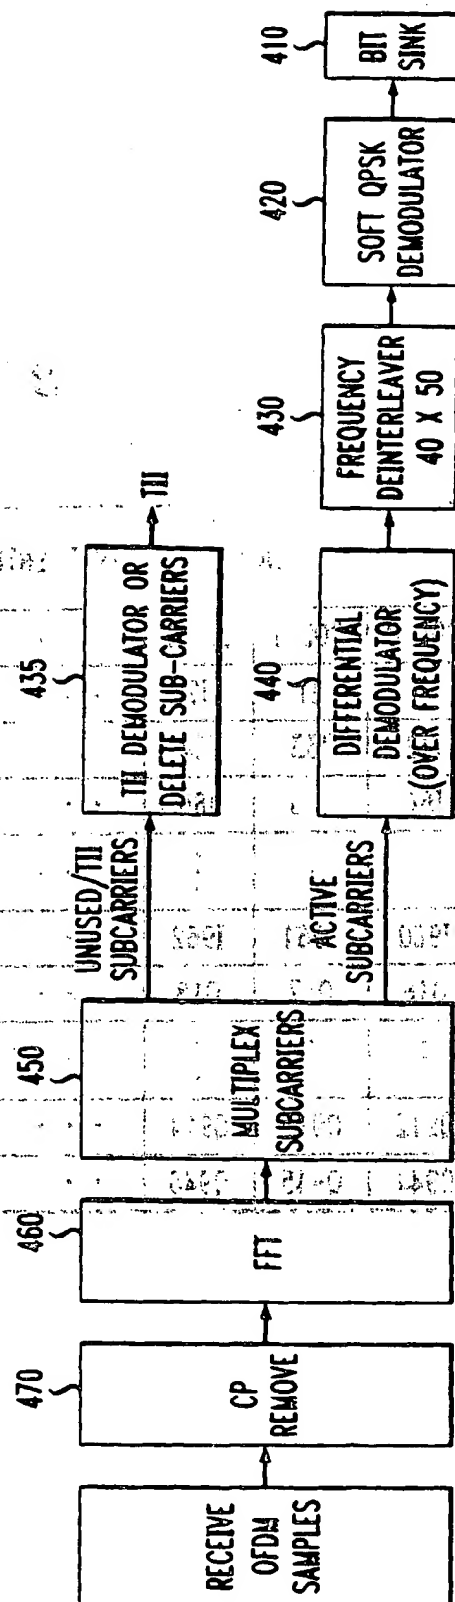 RECEIVE
OFDM
SAMPLES
470
CP
REMOVE
460
FFT
450
MULTIPLEX
SUBCARRIERS
UNUSED/TII
SUBCARRIERS
435
TII DEMODULATOR OR
DELETE SUB-CARRIERS
TII
ACTIVE
SUBCARRIERS
440
DIFFERENTIAL
DEMODULATOR
(OVER FREQUENCY)
430
FREQUENCY
DEINTERLEAVER
40 X 50
420
SOFT QPSK
DEMODULATOR
410
BIT
SINK